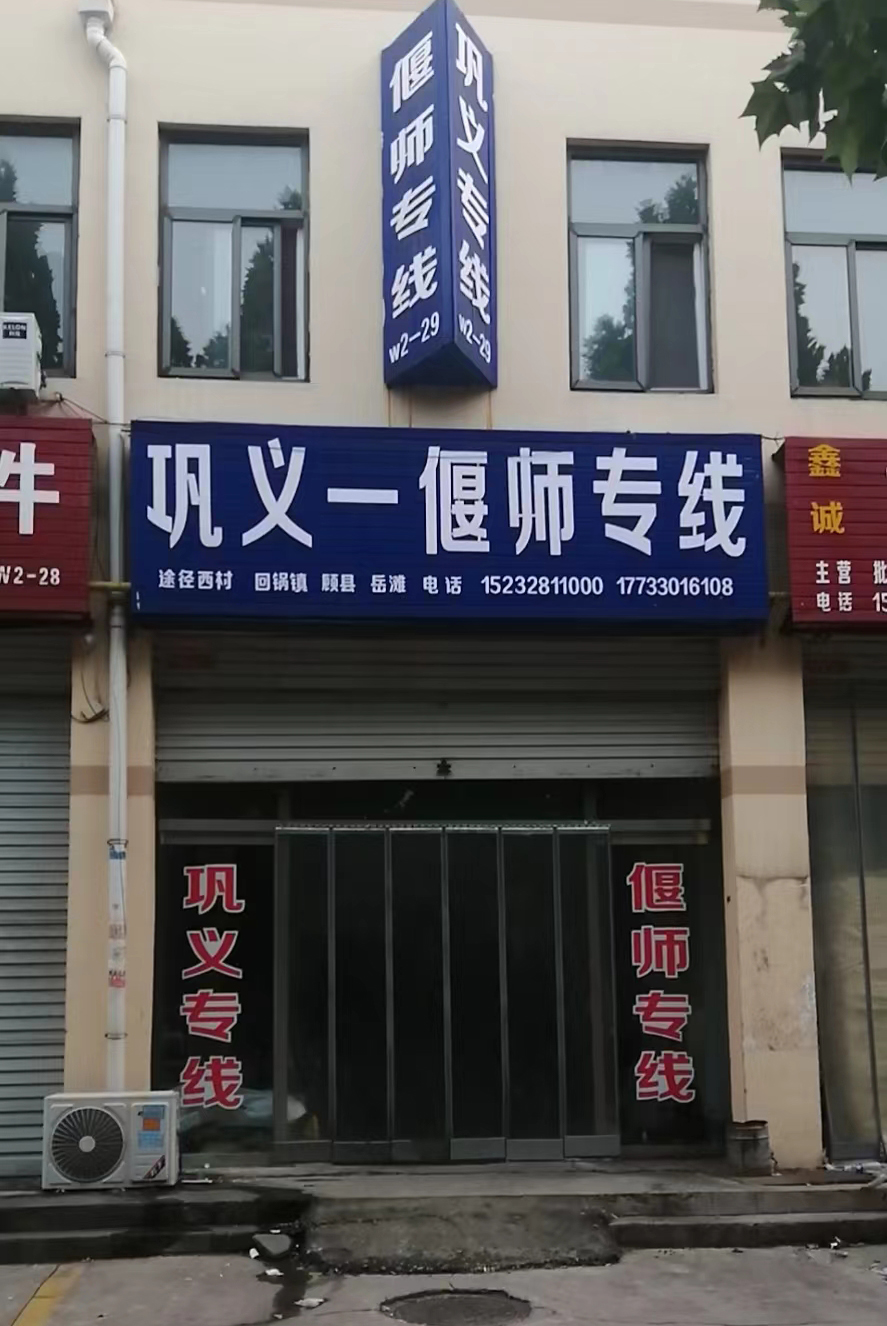 偃师专线
W2-29
巩义专线
W2-29
巩义一偃师专线
途径西村 回锅镇 顾县 岳滩 电话 15232811000 17733016108
件
W2-28
鑫诚
主营 批
电话 15
巩义专线
偃师专线
KELON